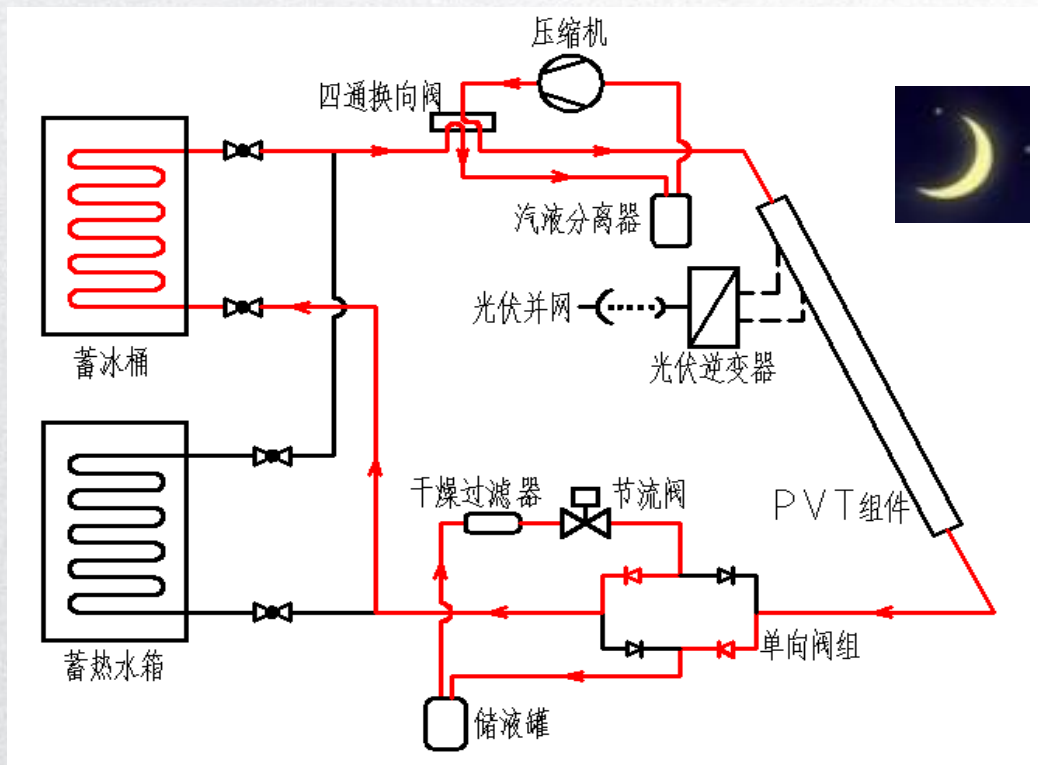 压缩机
四通换向阀
汽液分离器
光伏并网
光伏逆变器
蓄冰桶
干燥过滤器
节流阀
PVT组件
单向阀组
蓄热水箱
储液罐